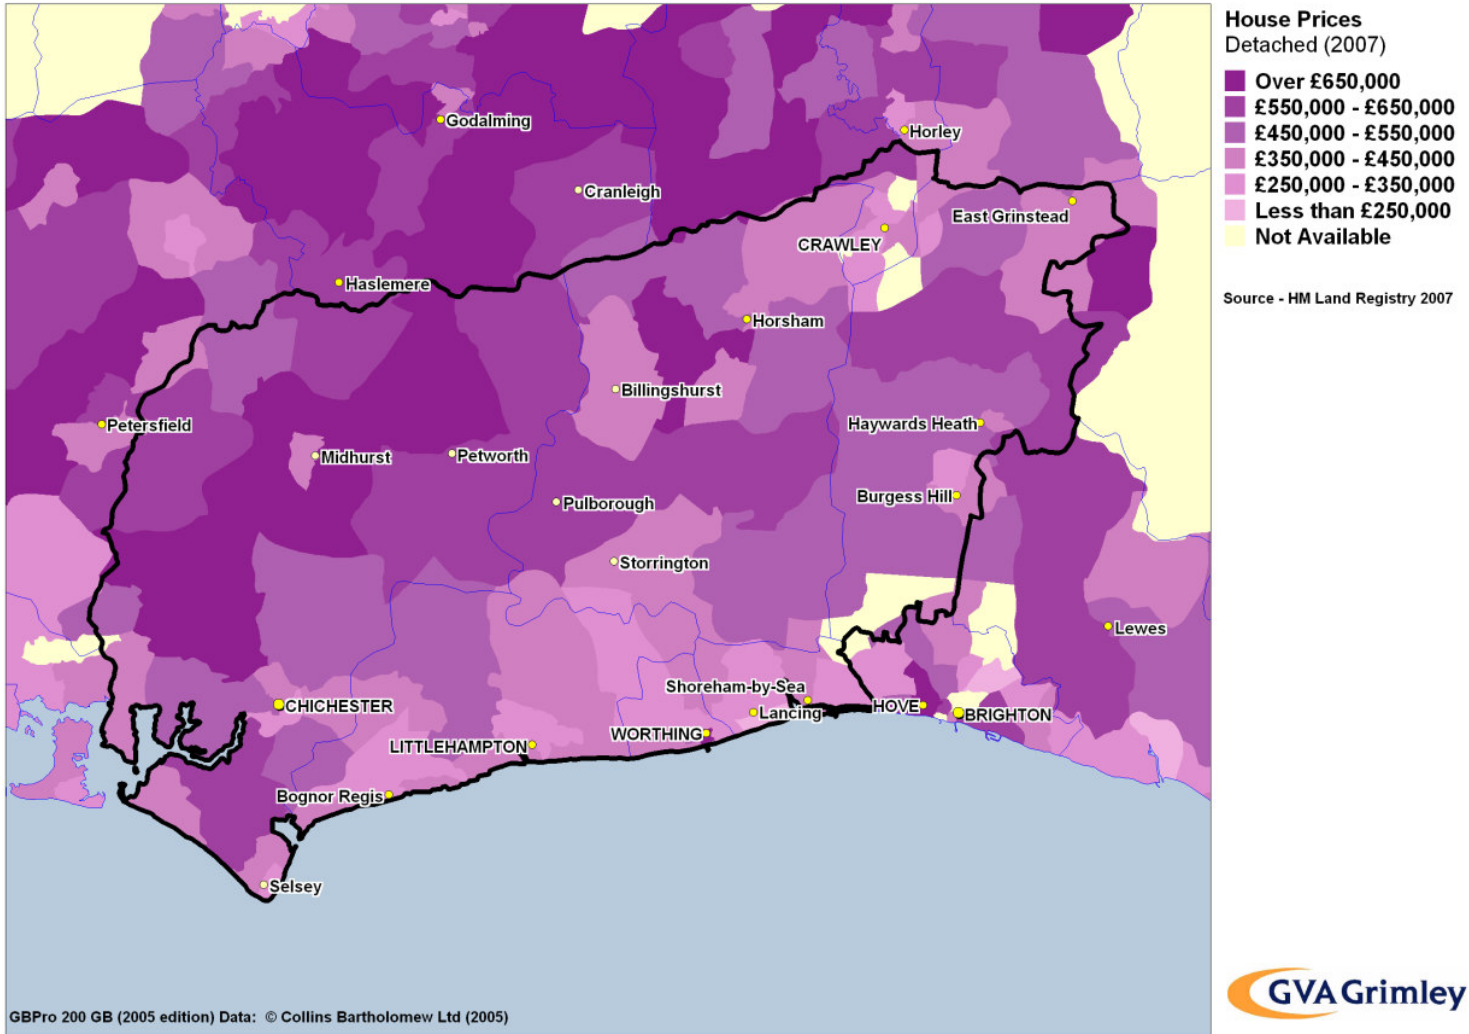 House Prices
Detached (2007)
Over £650,000
£550,000 - £650,000
£450,000 - £550,000
£350,000 - £450,000
£250,000 - £350,000
Less than £250,000
Not Available
Source - HM Land Registry 2007
Godalming
Horley
Cranleigh
East Grinstead
CRAWLEY
Haslemere
Horsham
Billingshurst
Petersfield
Haywards Heath
Midhurst
Petworth
Burgess Hill
Pulborough
Storrington
Lewes
Shoreham-by-Sea
CHICHESTER
HOVE
Lancing
BRIGHTON
WORTHING
LITTLEHAMPTON
Bognor Regis
Selsey
GVA Grimley
GBPro 200 GB (2005 edition) Data: © Collins Bartholomew Ltd (2005)